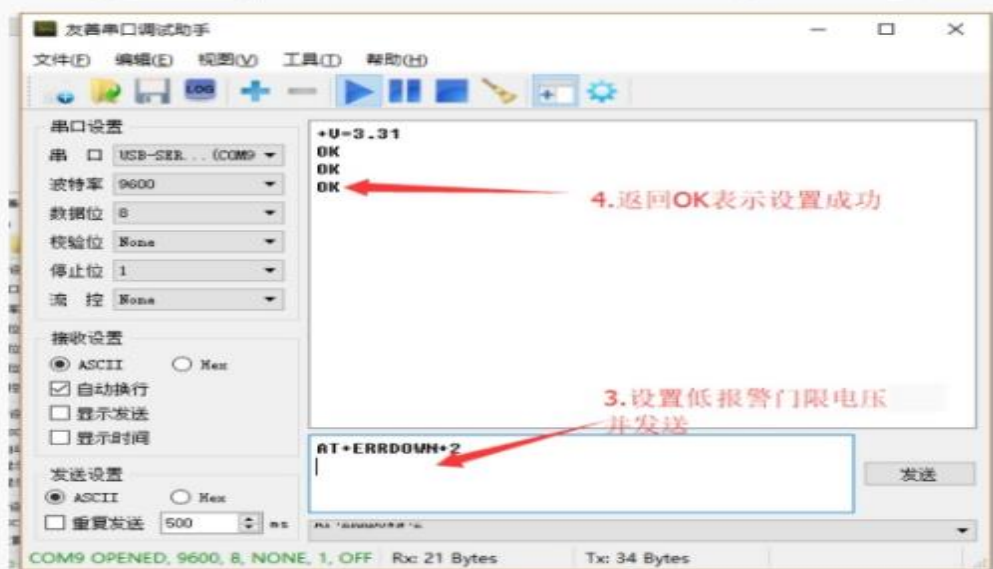 友善串口调试助手
文件(F) 编辑(E) 视图(V) 工具(T) 帮助(H)
LOG
串口设置
串 口 USB-SER...(COM9
波特率 9600
数据位 8
校验位 None
停止位 1
流 控 None
接收设置
ASCII Hex
自动换行
显示发送
显示时间
发送设置
ASCII Hex
重复发送 500 ms
+V=3.31
OK
OK
OK
4.返回OK表示设置成功
3.设置低报警门限电压
并发送
AT+ERRDOWN+2
发送
COM9 OPENED, 9600, 8, NONE, 1, OFF Rx: 21 Bytes Tx: 34 Bytes